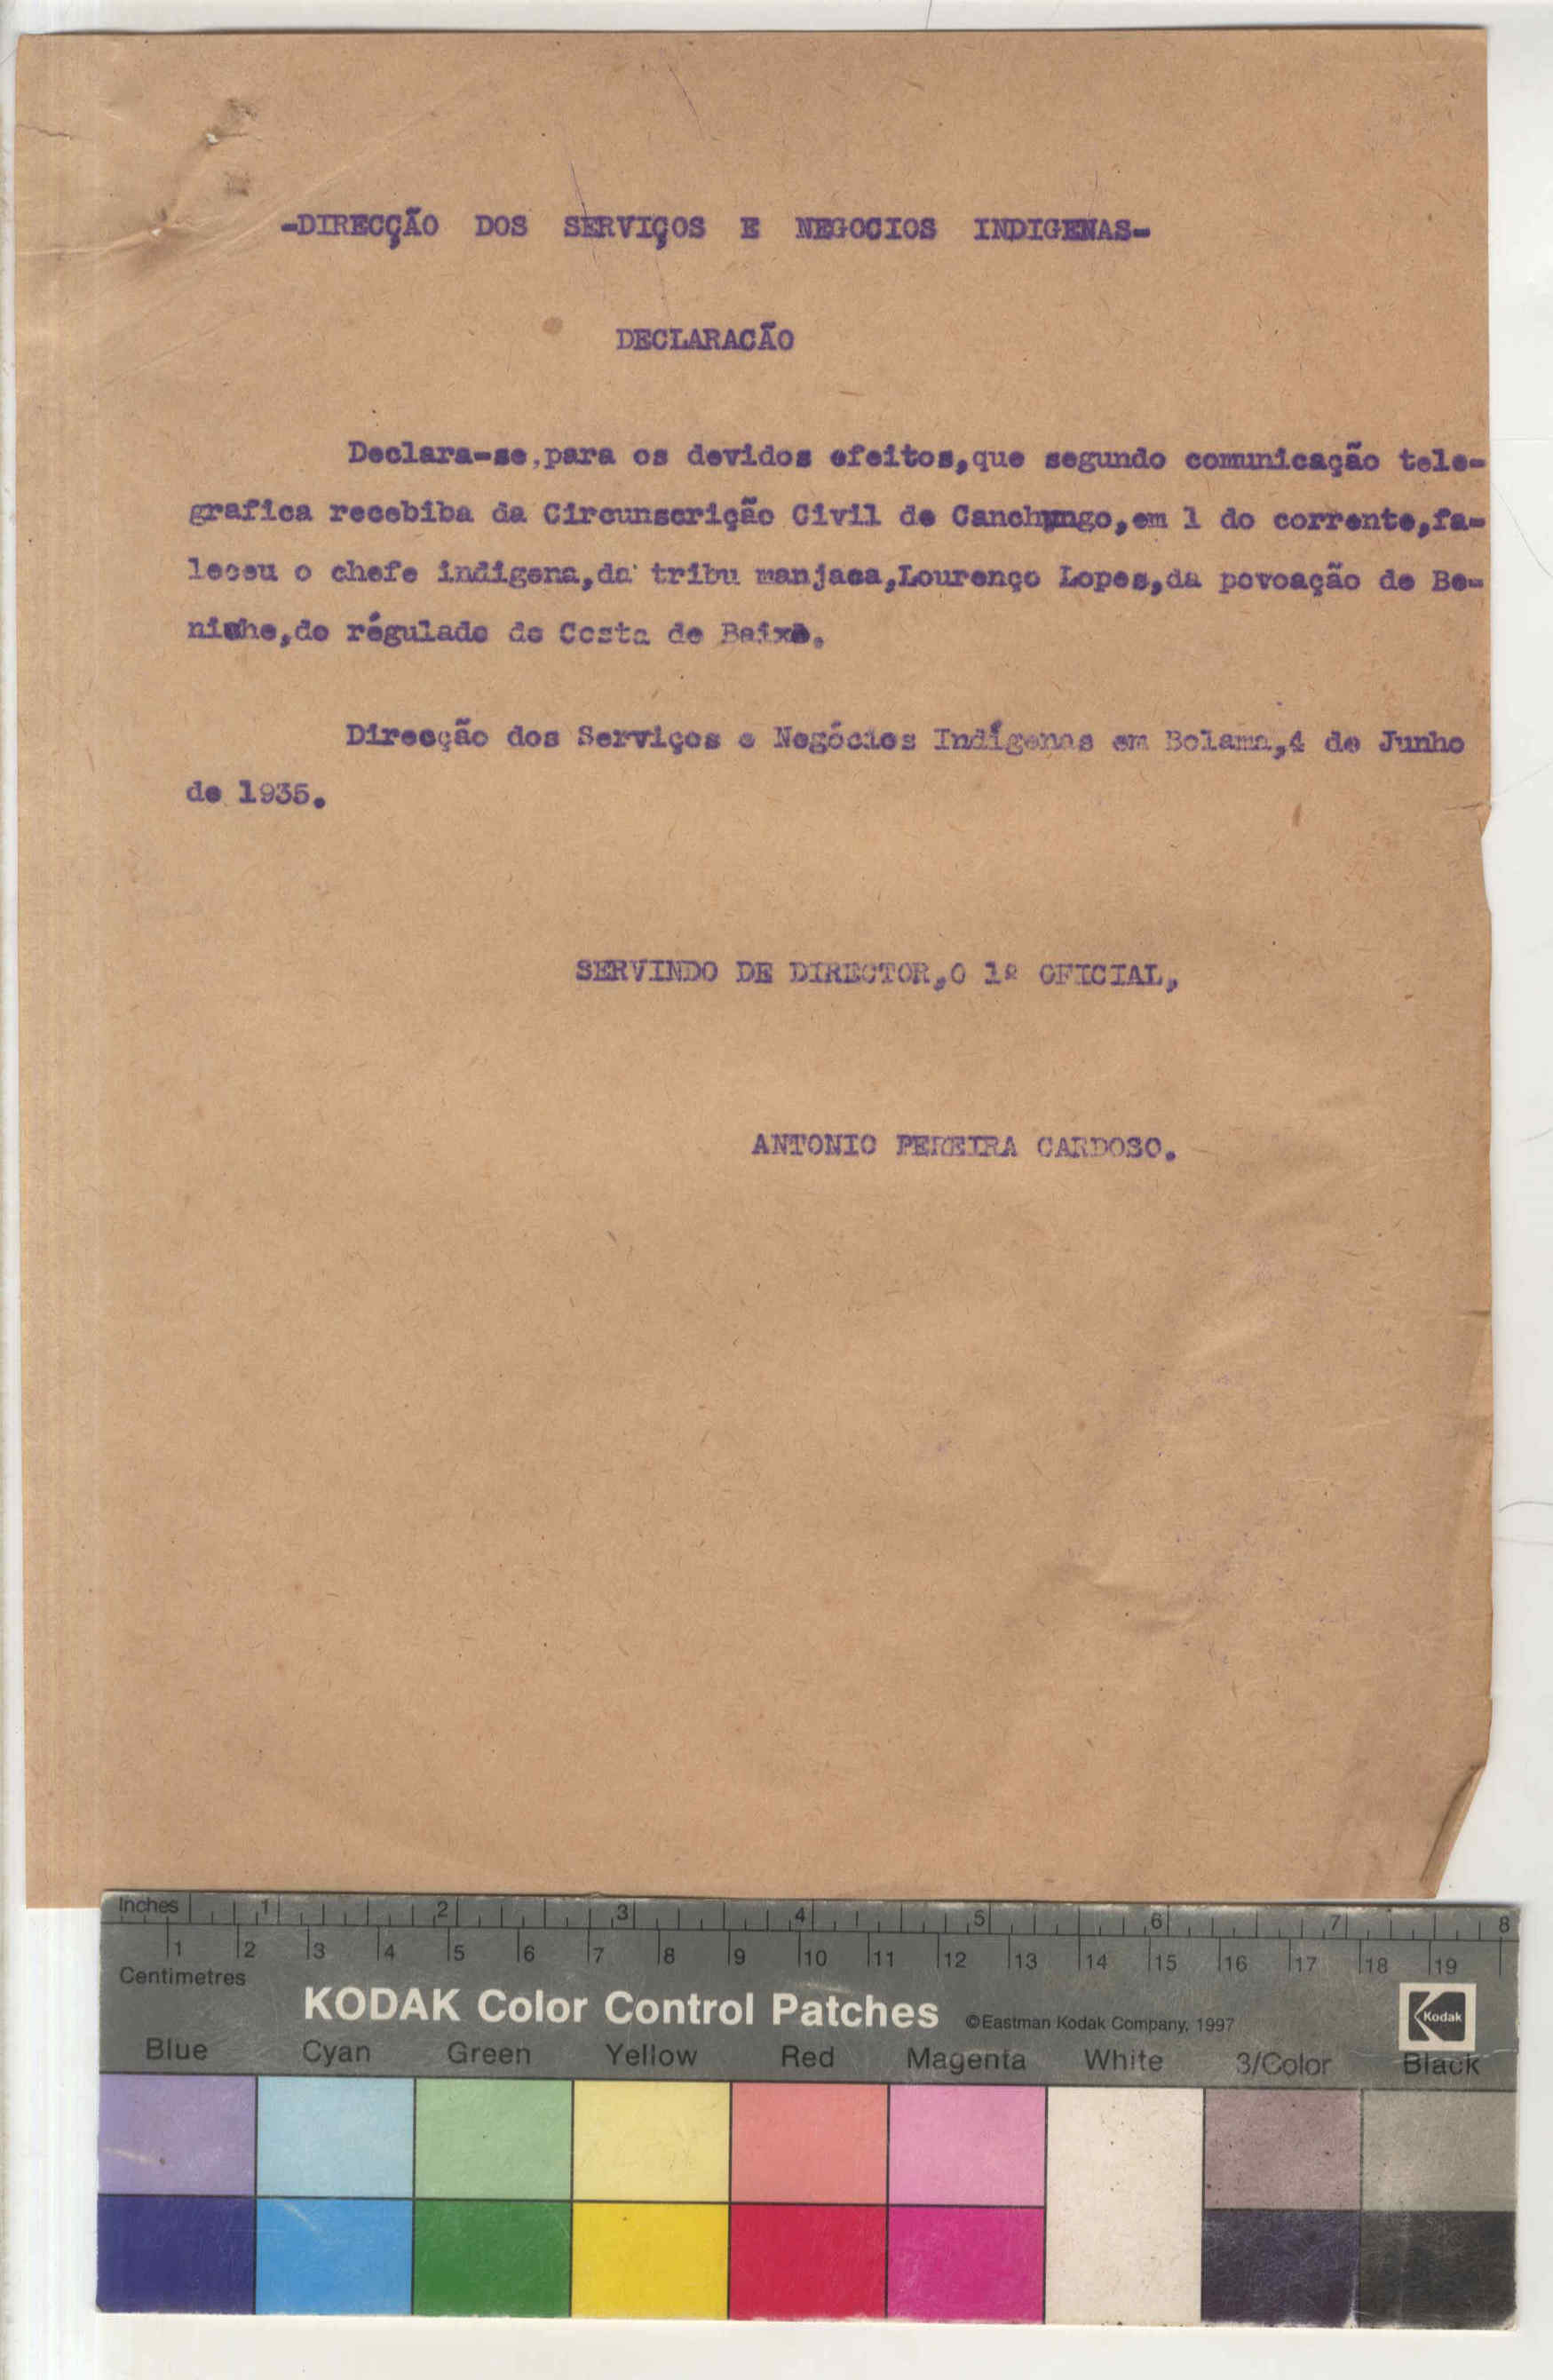 -DIRECÇÃO DOS SERVIÇOS E NEGOCIOS INDIGENAS-
DECLARACÃO
Declara-se,para os devidos efeitos,que segundo comunicação tele-
grafica recebiba da Circunscrição Civil de Canchungo,em 1 do corrente,fa-
leceu o chefe indigena,da tribu manjaca,Lourenço Lopes,da povoação de Be-
niche,do régulado de Costa de Baixo.
Direcção dos Serviços e Negócios Indígenas em Bolama,4 de Junho
de 1935.
SERVINDO DE DIRECTOR,O 1º OFICIAL,
ANTONIO PEREIRA CARDOSO.
Inches 1 2 3 4 5 6 7 8
1 2 3 4 5 6 7 8 9 10 11 12 13 14 15 16 17 18 19
Centimetres
KODAK Color Control Patches ©Eastman Kodak Company, 1997 Kodak
Blue Cyan Green Yellow Red Magenta White 3/Color Black